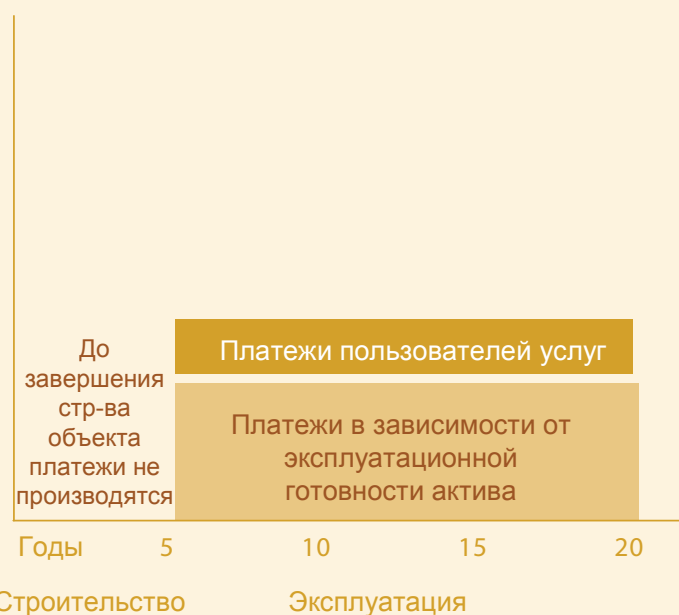 До
завершения
стр-ва
объекта
платежи не
производятся
Платежи пользователей услуг
Платежи в зависимости от
эксплуатационной
готовности актива
Годы 5 10 15 20
Строительство Эксплуатация